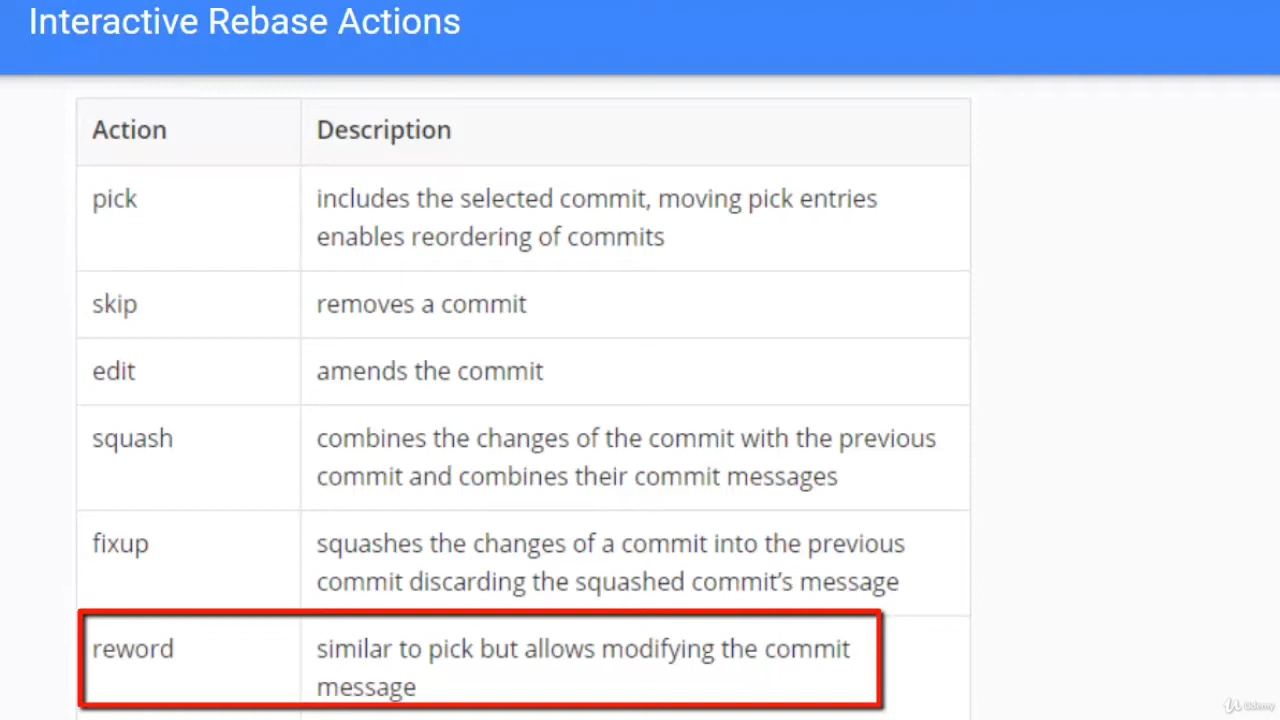 Interactive Rebase Actions
Action Description
pick includes the selected commit, moving pick entries
enables reordering of commits
skip removes a commit
edit amends the commit
squash combines the changes of the commit with the previous
commit and combines their commit messages
fixup squashes the changes of a commit into the previous
commit discarding the squashed commit’s message
reword similar to pick but allows modifying the commit
message
Udemy